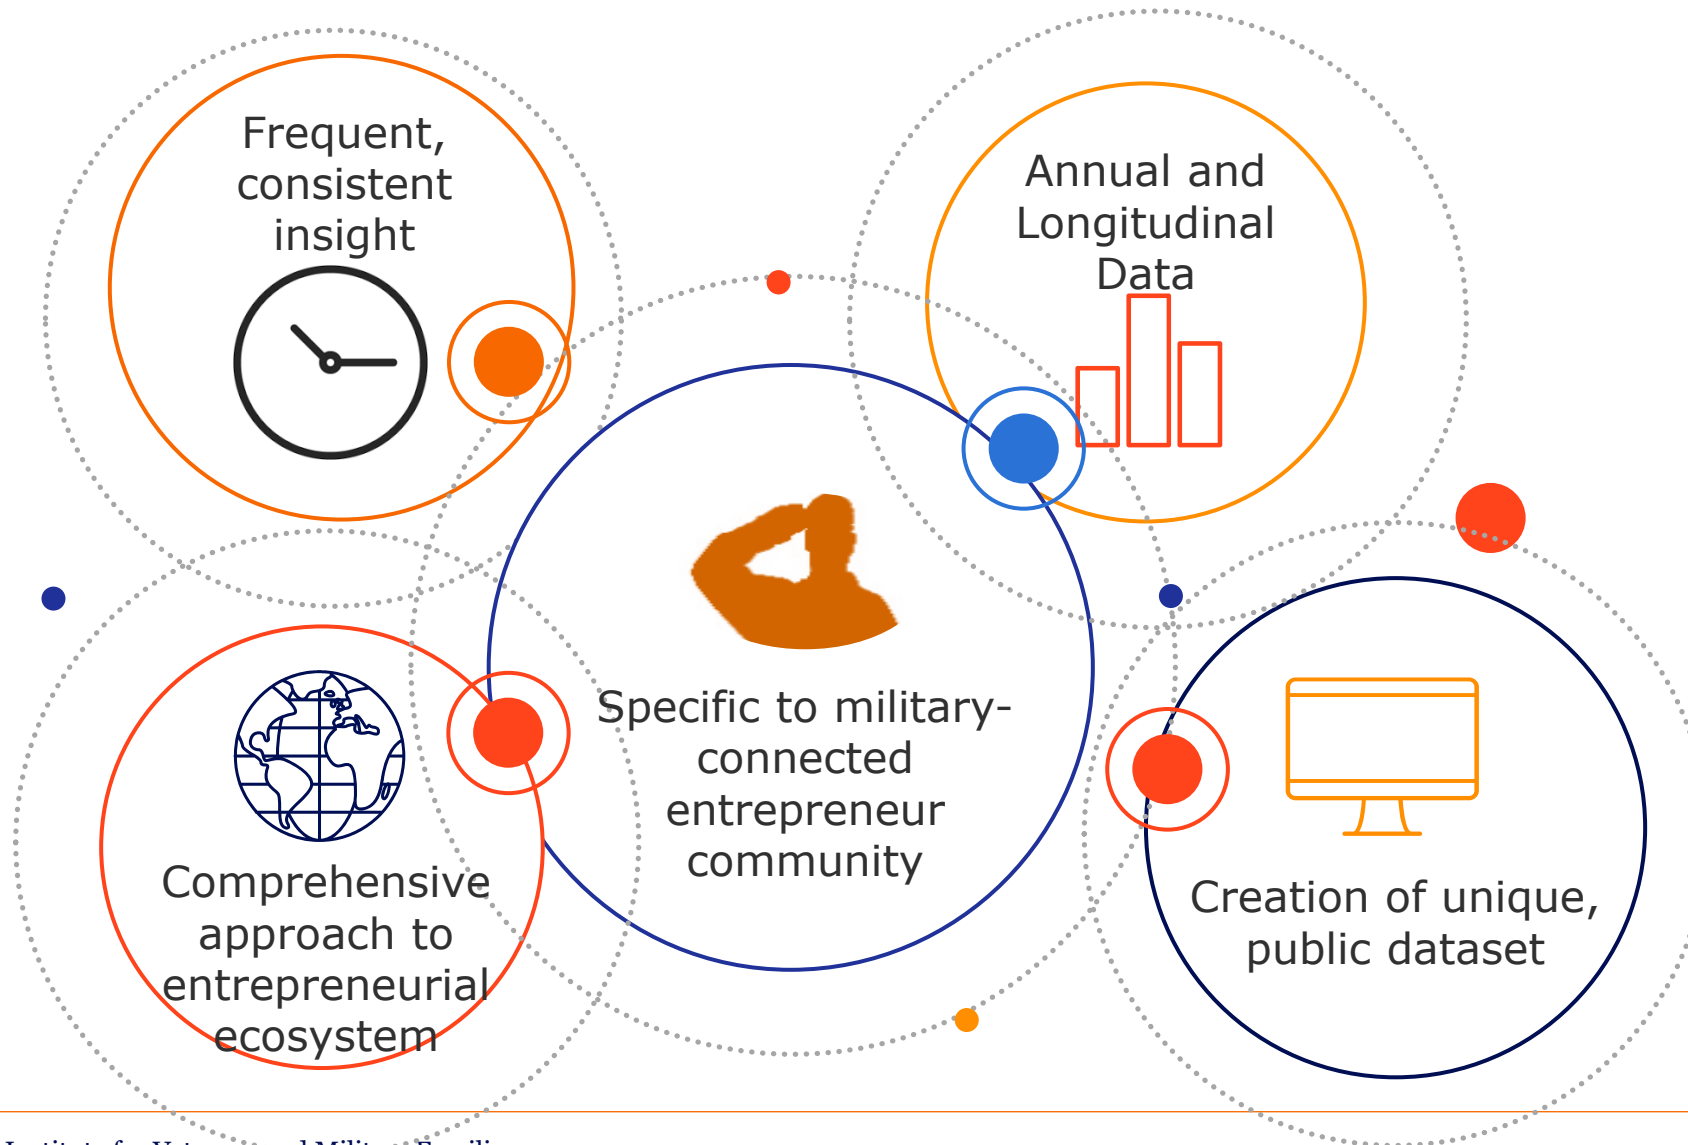 Frequent,
consistent
insight
Annual and
Longitudinal
Data
Specific to military-
connected
entrepreneur
community
Comprehensive
approach to
entrepreneurial
ecosystem
Creation of unique,
public dataset